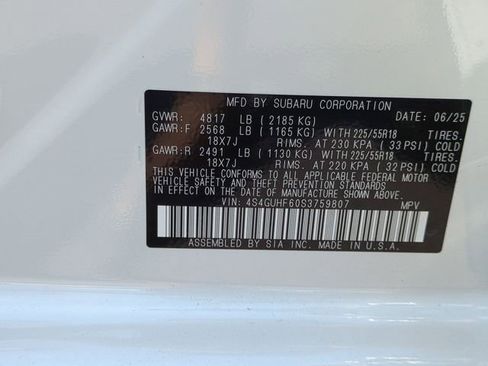 MFD BY SUBARU CORPORATION DATE: 06/25
GVWR: 4817 LB (2185 KG)
GAWR:F 2568 LB (1165 KG) WITH 225/55R18 TIRES.
18X7J RIMS. AT 230 KPA (33 PSI) COLD
GAWR:R 2491 LB (1130 KG) WITH 225/55R18 TIRES.
18X7J RIMS. AT 220 KPA (32 PSI) COLD
THIS VEHICLE CONFORMS TO ALL APPLICABLE FEDERAL MOTOR
VEHICLE SAFETY AND THEFT PREVENTION STANDARDS IN
EFFECT ON THE DATE OF MANUFACTURE SHOWN ABOVE.
VIN: 4S4GUHF60S3759807 MPV
ASSEMBLED BY SIA INC. MADE IN U.S.A.